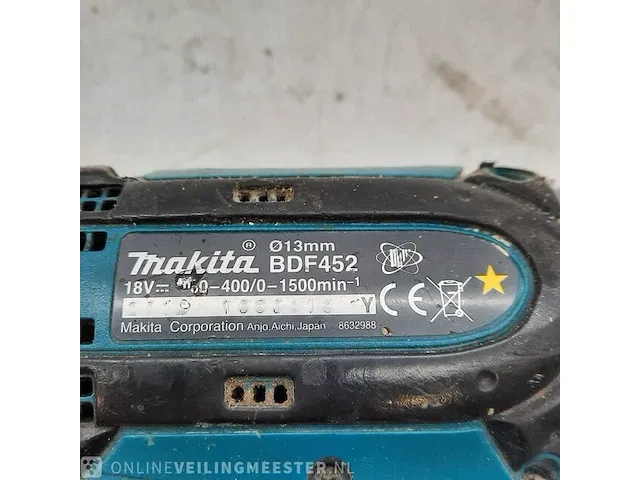 makita® Ø13mm
BDF452
18V⎓ 0-400/0-1500min⁻¹
Y
CE
Makita Corporation Anjo,Aichi,Japan 8632988
ONLINEVEILINGMEESTER.NL